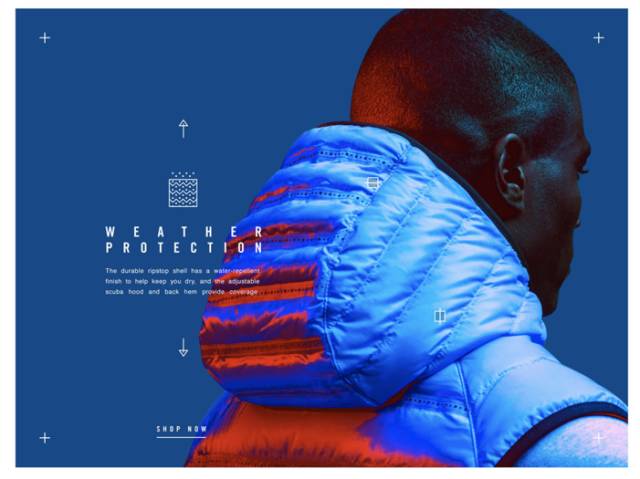 WEATHER
PROTECTION
The durable ripstop shell has a water-repellent
finish to help keep you dry, and the adjustable
scuba hood and back hem provide coverage.
SHOP NOW